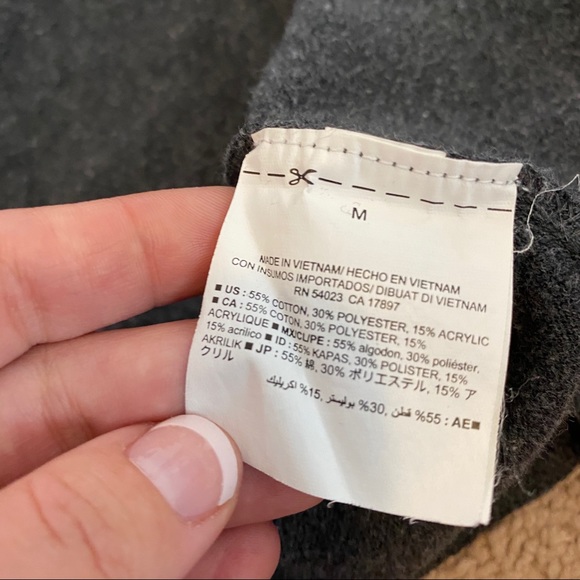 M
MADE IN VIETNAM/ HECHO EN VIETNAM
CON INSUMOS IMPORTADOS/ DIBUAT DI VIETNAM
RN 54023 CA 17897
■ US : 55% COTTON, 30% POLYESTER, 15% ACRYLIC
■ CA : 55% COTON, 30% POLYESTER, 15%
ACRYLIQUE ■ MX/CL/PE : 55% algodon, 30% poliéster,
15% acrilico ■ ID : 55% KAPAS, 30% POLISTER, 15%
AKRILIK ■ JP : 55% 綿, 30% ポリエステル, 15% ア
クリル
■AE : 55% قطن, 30% بوليستر, 15% اكريليك